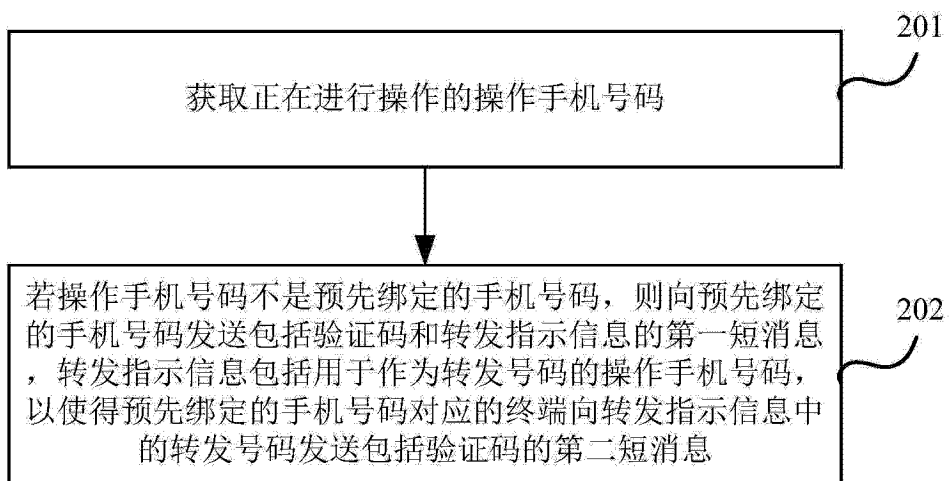 201
获取正在进行操作的操作手机号码
若操作手机号码不是预先绑定的手机号码，则向预先绑定
的手机号码发送包括验证码和转发指示信息的第一短消息
，转发指示信息包括用于作为转发号码的操作手机号码，
以使得预先绑定的手机号码对应的终端向转发指示信息中
的转发号码发送包括验证码的第二短消息
202